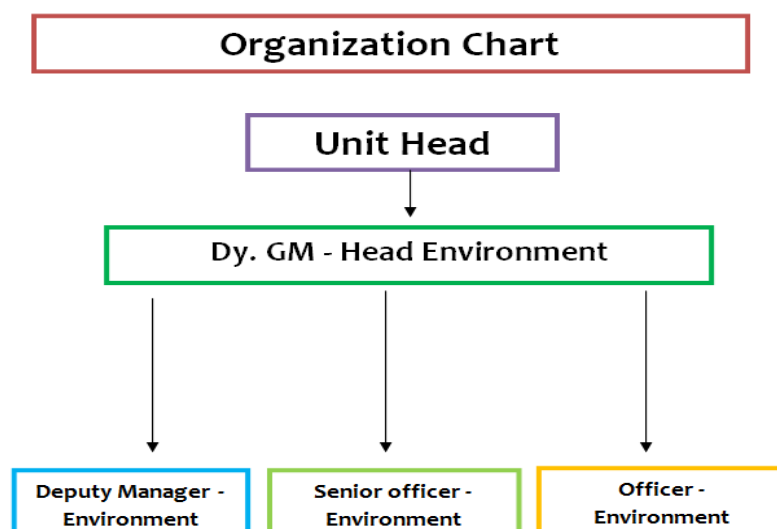 Organization Chart
Unit Head
Dy. GM - Head Environment
Deputy Manager -
Environment
Senior officer -
Environment
Officer -
Environment